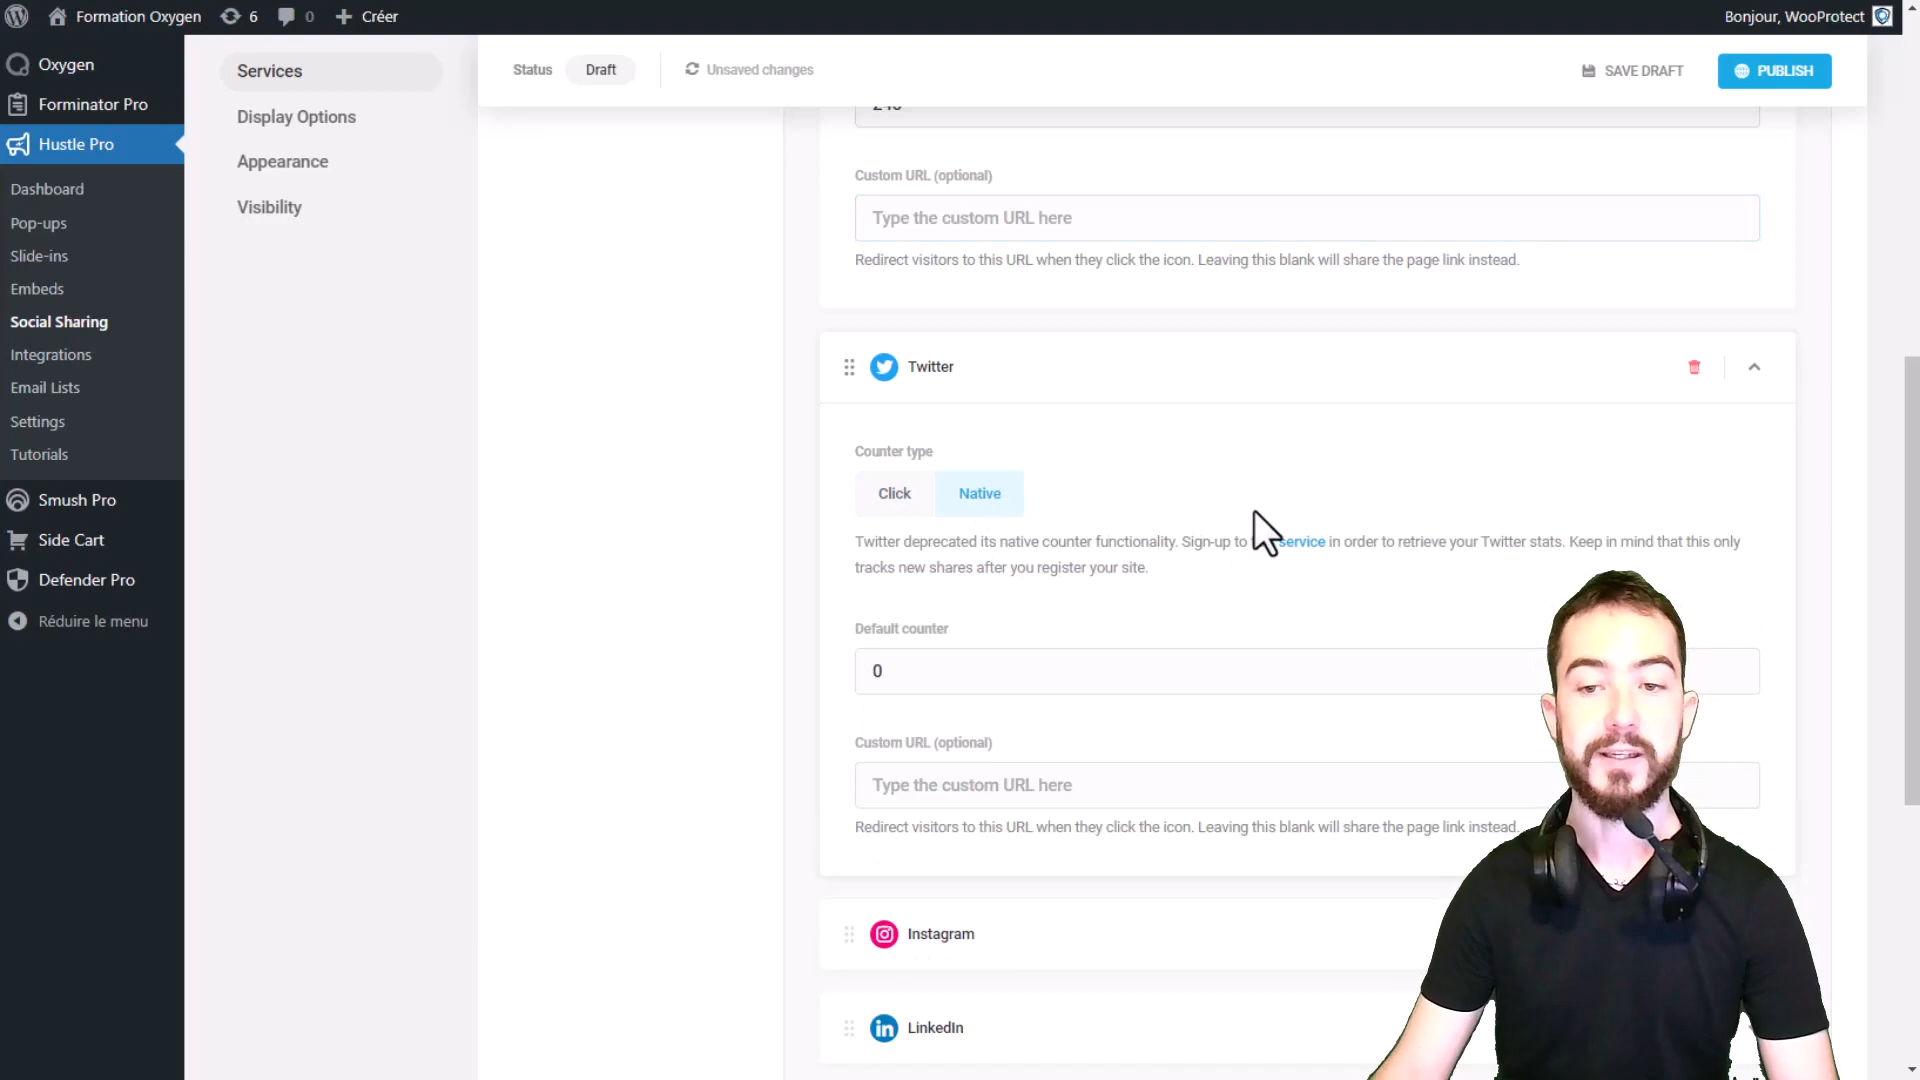 Formation Oxygen
6
0
Créer
Bonjour, WooProtect
Oxygen
Forminator Pro
Hustle Pro
Dashboard
Pop-ups
Slide-ins
Embeds
Social Sharing
Integrations
Email Lists
Settings
Tutorials
Smush Pro
Side Cart
Defender Pro
Réduire le menu
Services
Display Options
Appearance
Visibility
Status
Draft
Unsaved changes
SAVE DRAFT
PUBLISH
Custom URL (optional)
Type the custom URL here
Redirect visitors to this URL when they click the icon. Leaving this blank will share the page link instead.
Twitter
Counter type
Click
Native
Twitter deprecated its native counter functionality. Sign-up to service in order to retrieve your Twitter stats. Keep in mind that this only
tracks new shares after you register your site.
Default counter
0
Custom URL (optional)
Type the custom URL here
Redirect visitors to this URL when they click the icon. Leaving this blank will share the page link instead.
Instagram
LinkedIn